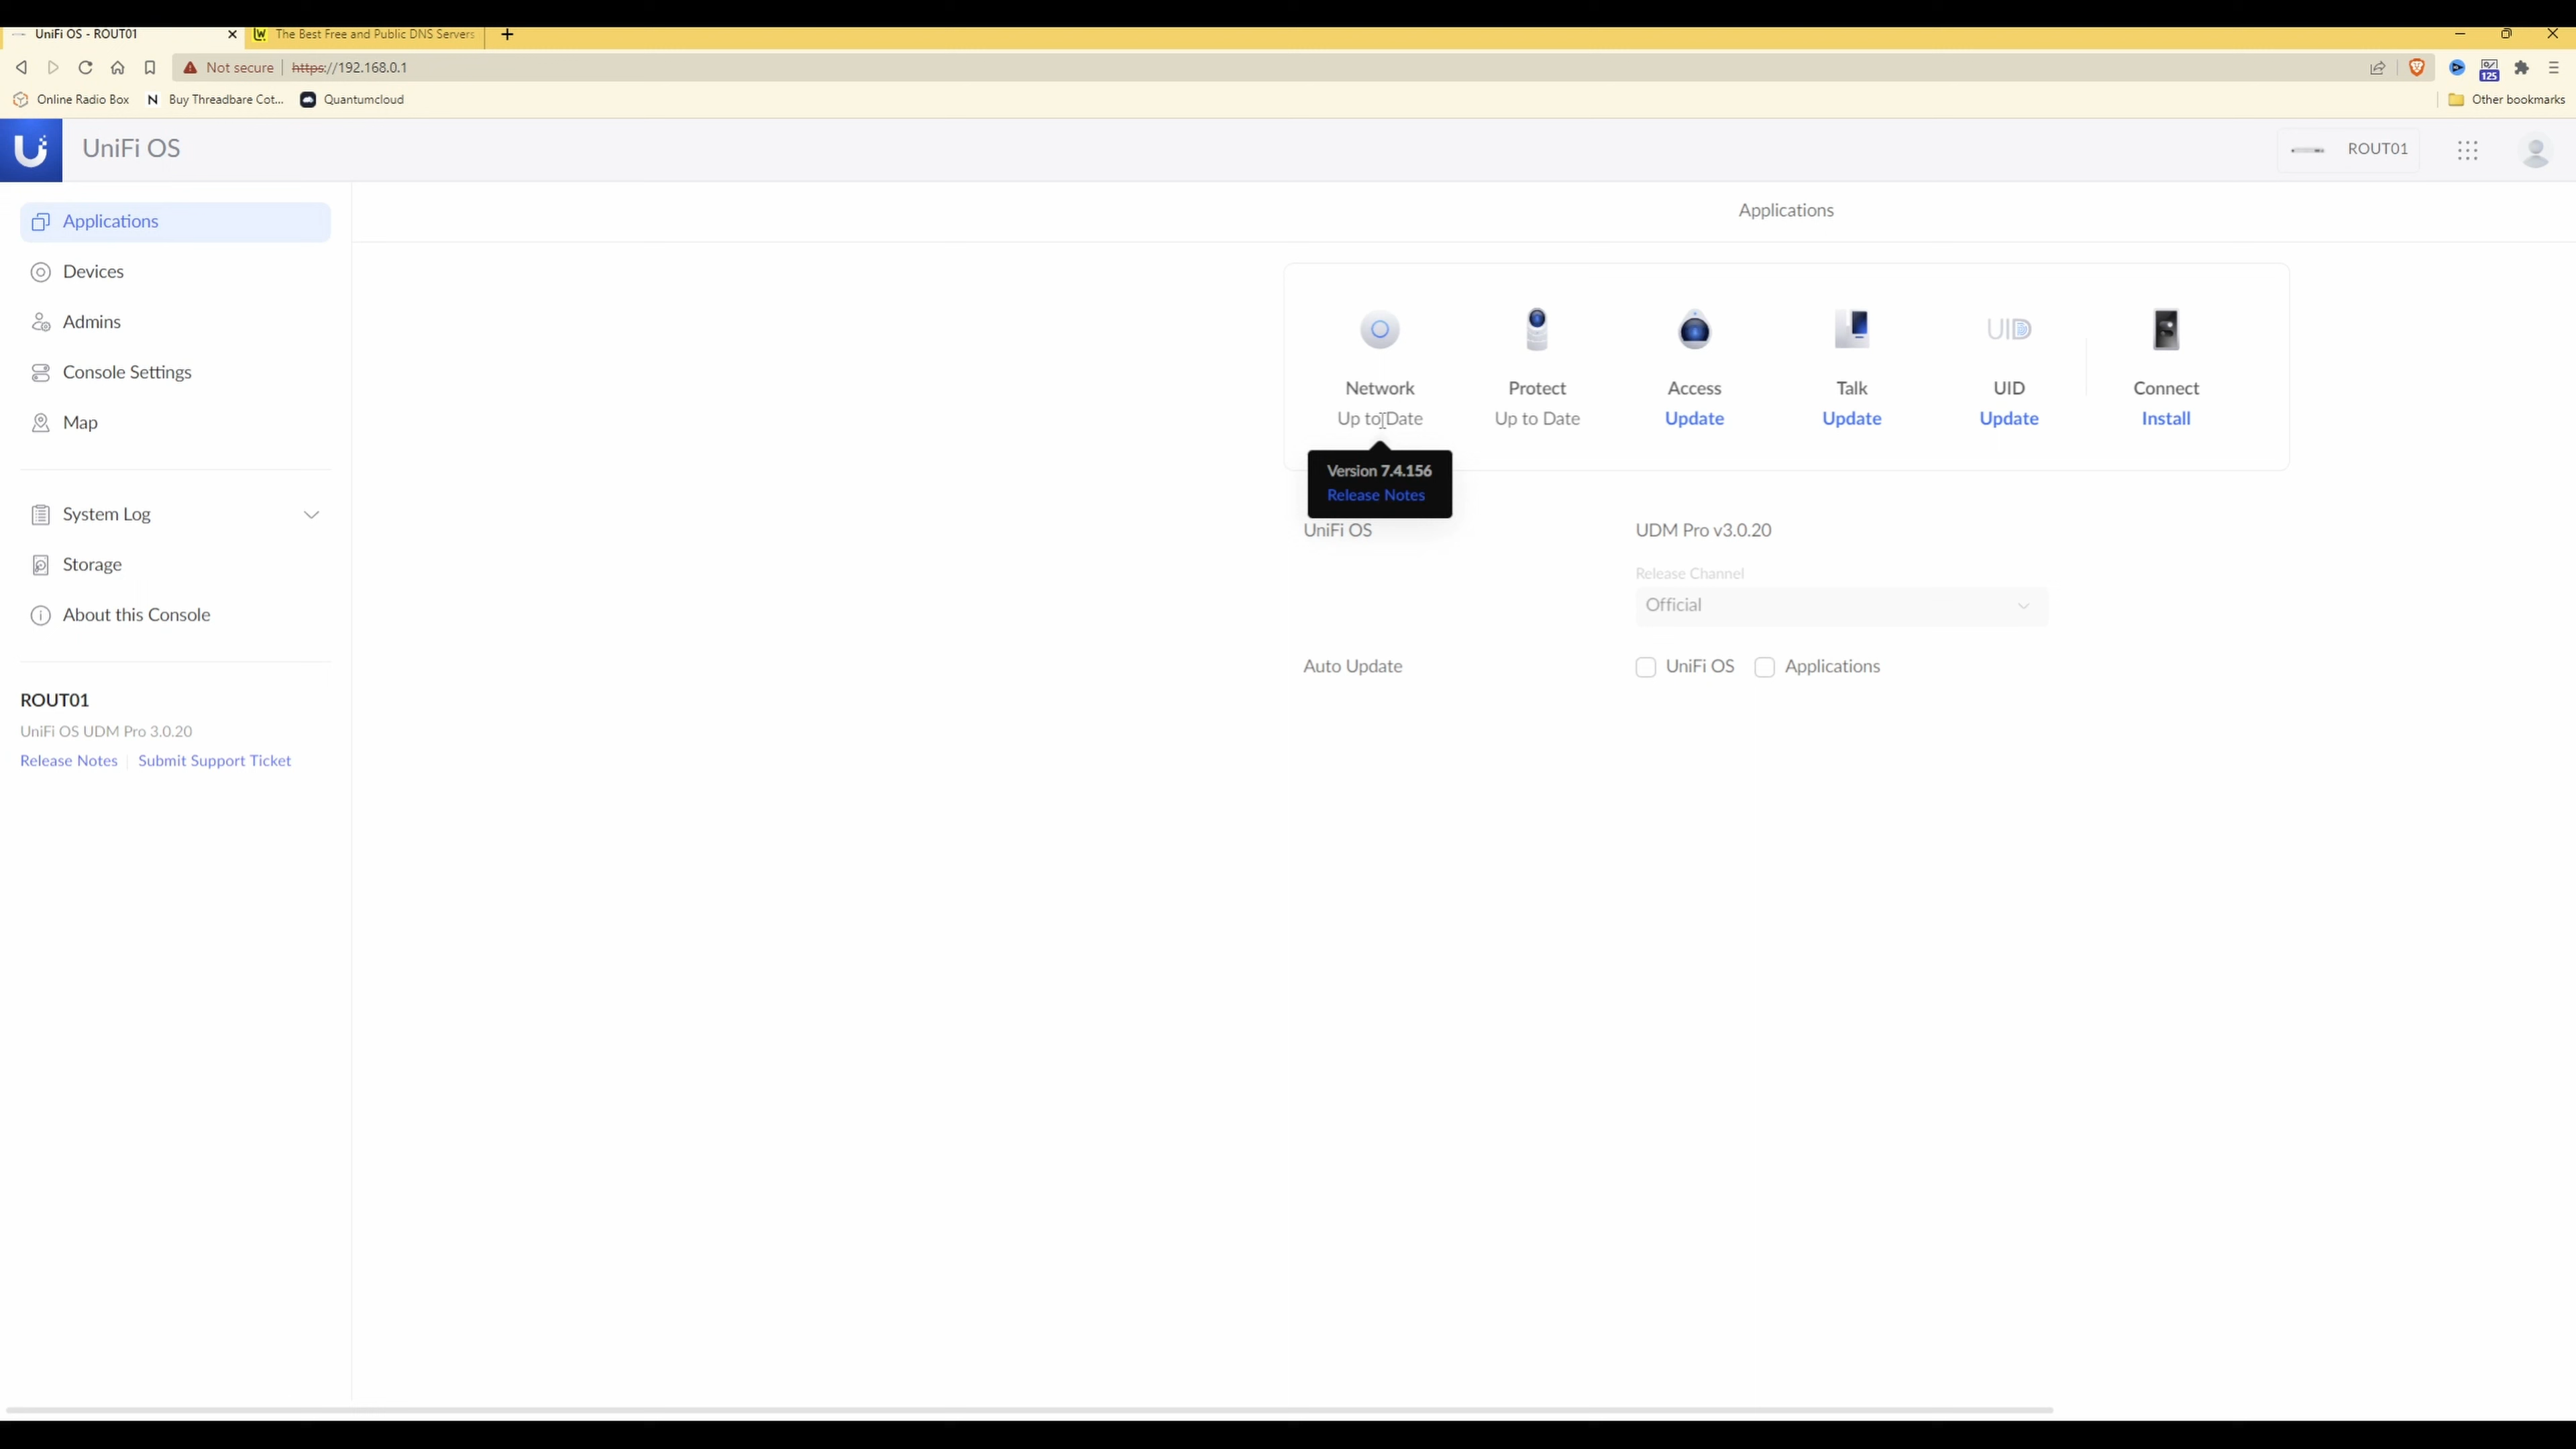 UniFi OS - ROUT01
The Best Free and Public DNS Servers
Not secure
https://192.168.0.1
125
Online Radio Box
N Buy Threadbare Cot...
Quantumcloud
Other bookmarks
UniFi OS
ROUT01
Applications
Devices
Admins
Console Settings
Map
System Log
Storage
About this Console
ROUT01
UniFi OS UDM Pro 3.0.20
Release Notes
Submit Support Ticket
Applications
UID
Network
Protect
Access
Talk
UID
Connect
Up to Date
Up to Date
Update
Update
Update
Install
Version 7.4.156
Release Notes
UniFi OS
UDM Pro v3.0.20
Release Channel
Official
Auto Update
UniFi OS
Applications